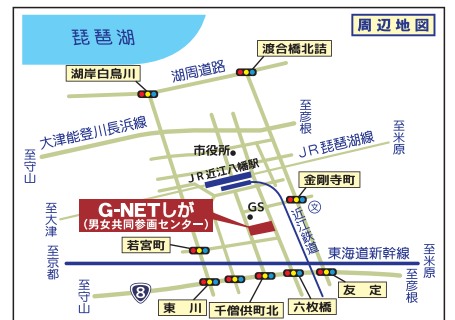 周辺地図
琵琶湖
渡合橋北詰
湖岸白鳥川
湖周道路
至彦根
大津能登川長浜線
至米原
市役所
JR琵琶湖線
至守山
JR近江八幡駅
金剛寺町
至大津
G-NETしが
(男女共同参画センター)
GS
文
近江鉄道
若宮町
至京都
東海道新幹線
至米原
至守山
8
友定
至彦根
東川
千僧供町北
六枚橋